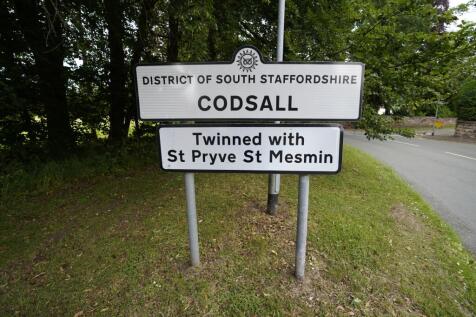 DISTRICT OF SOUTH STAFFORDSHIRE
CODSALL
Twinned with
St Pryve St Mesmin